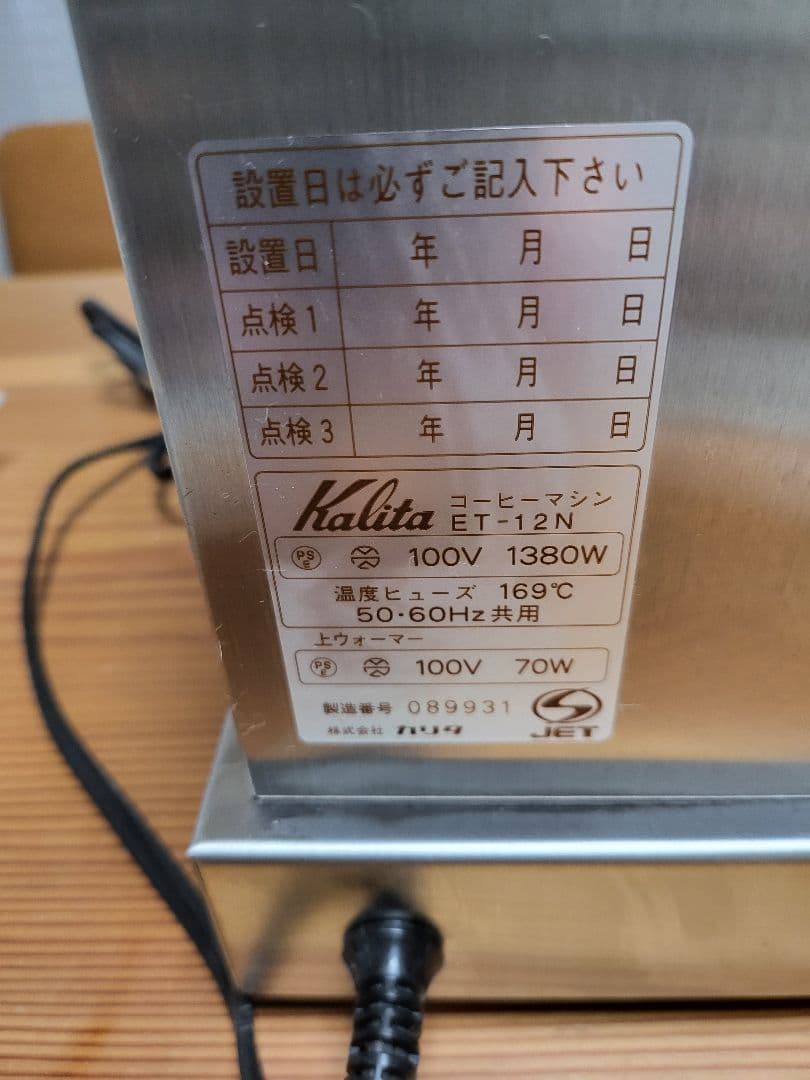 設置日は必ずご記入下さい
設置日 年 月 日
点検1 年 月 日
点検2 年 月 日
点検3 年 月 日
Kalita コーヒーマシン
ET-12N
PSE 100V 1380W
温度ヒューズ 169℃
50・60Hz共用
上ウォーマー
PSE 100V 70W
製造番号 089931
株式会社 カリタ
JET